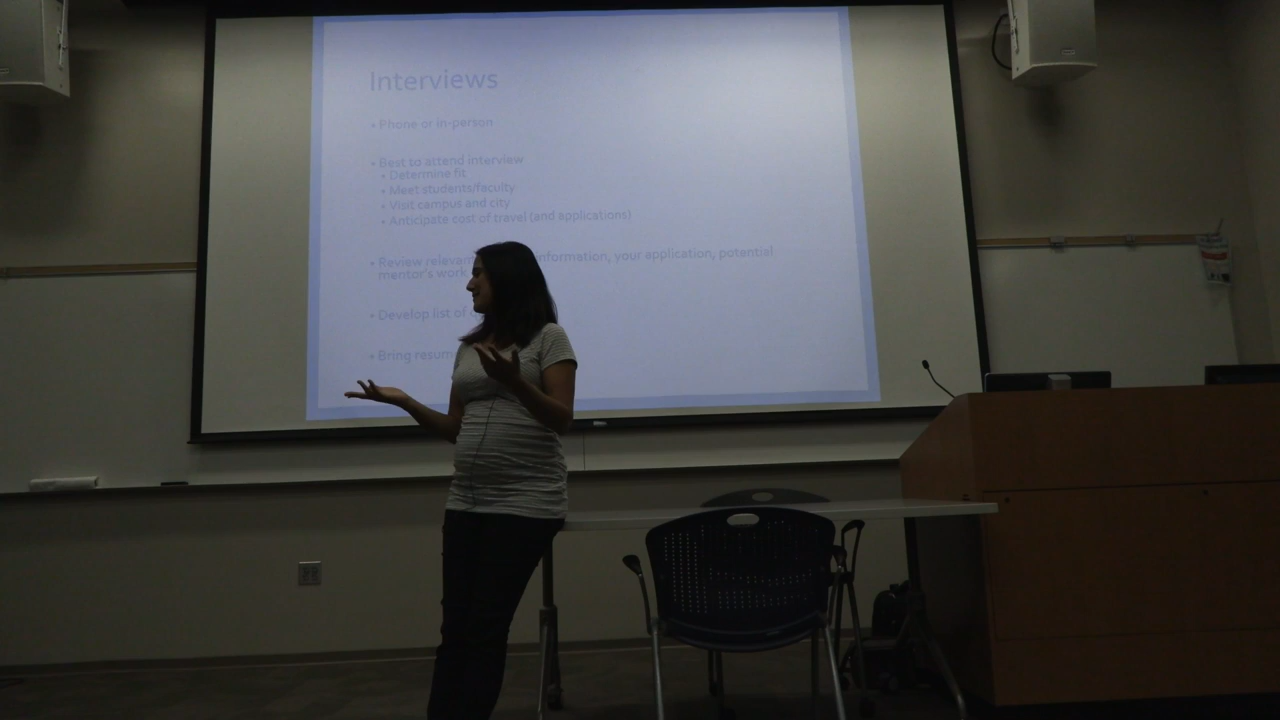 Interviews
• Phone or in-person
• Best to attend interview
• Determine fit
• Meet students/faculty
• Visit campus and city
• Anticipate cost of travel (and applications)
• Review relevant information, your application, potential
mentor's work
• Develop list of
• Bring resum